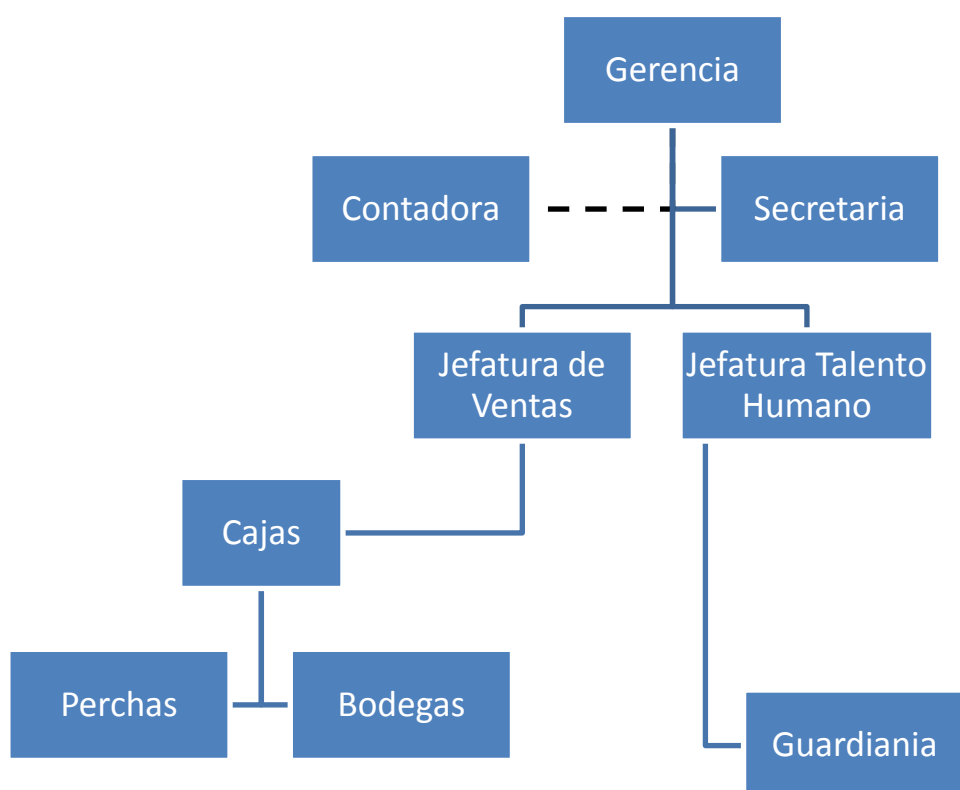 Gerencia
Contadora
Secretaria
Jefatura de
Ventas
Jefatura Talento
Humano
Cajas
Perchas
Bodegas
Guardiania